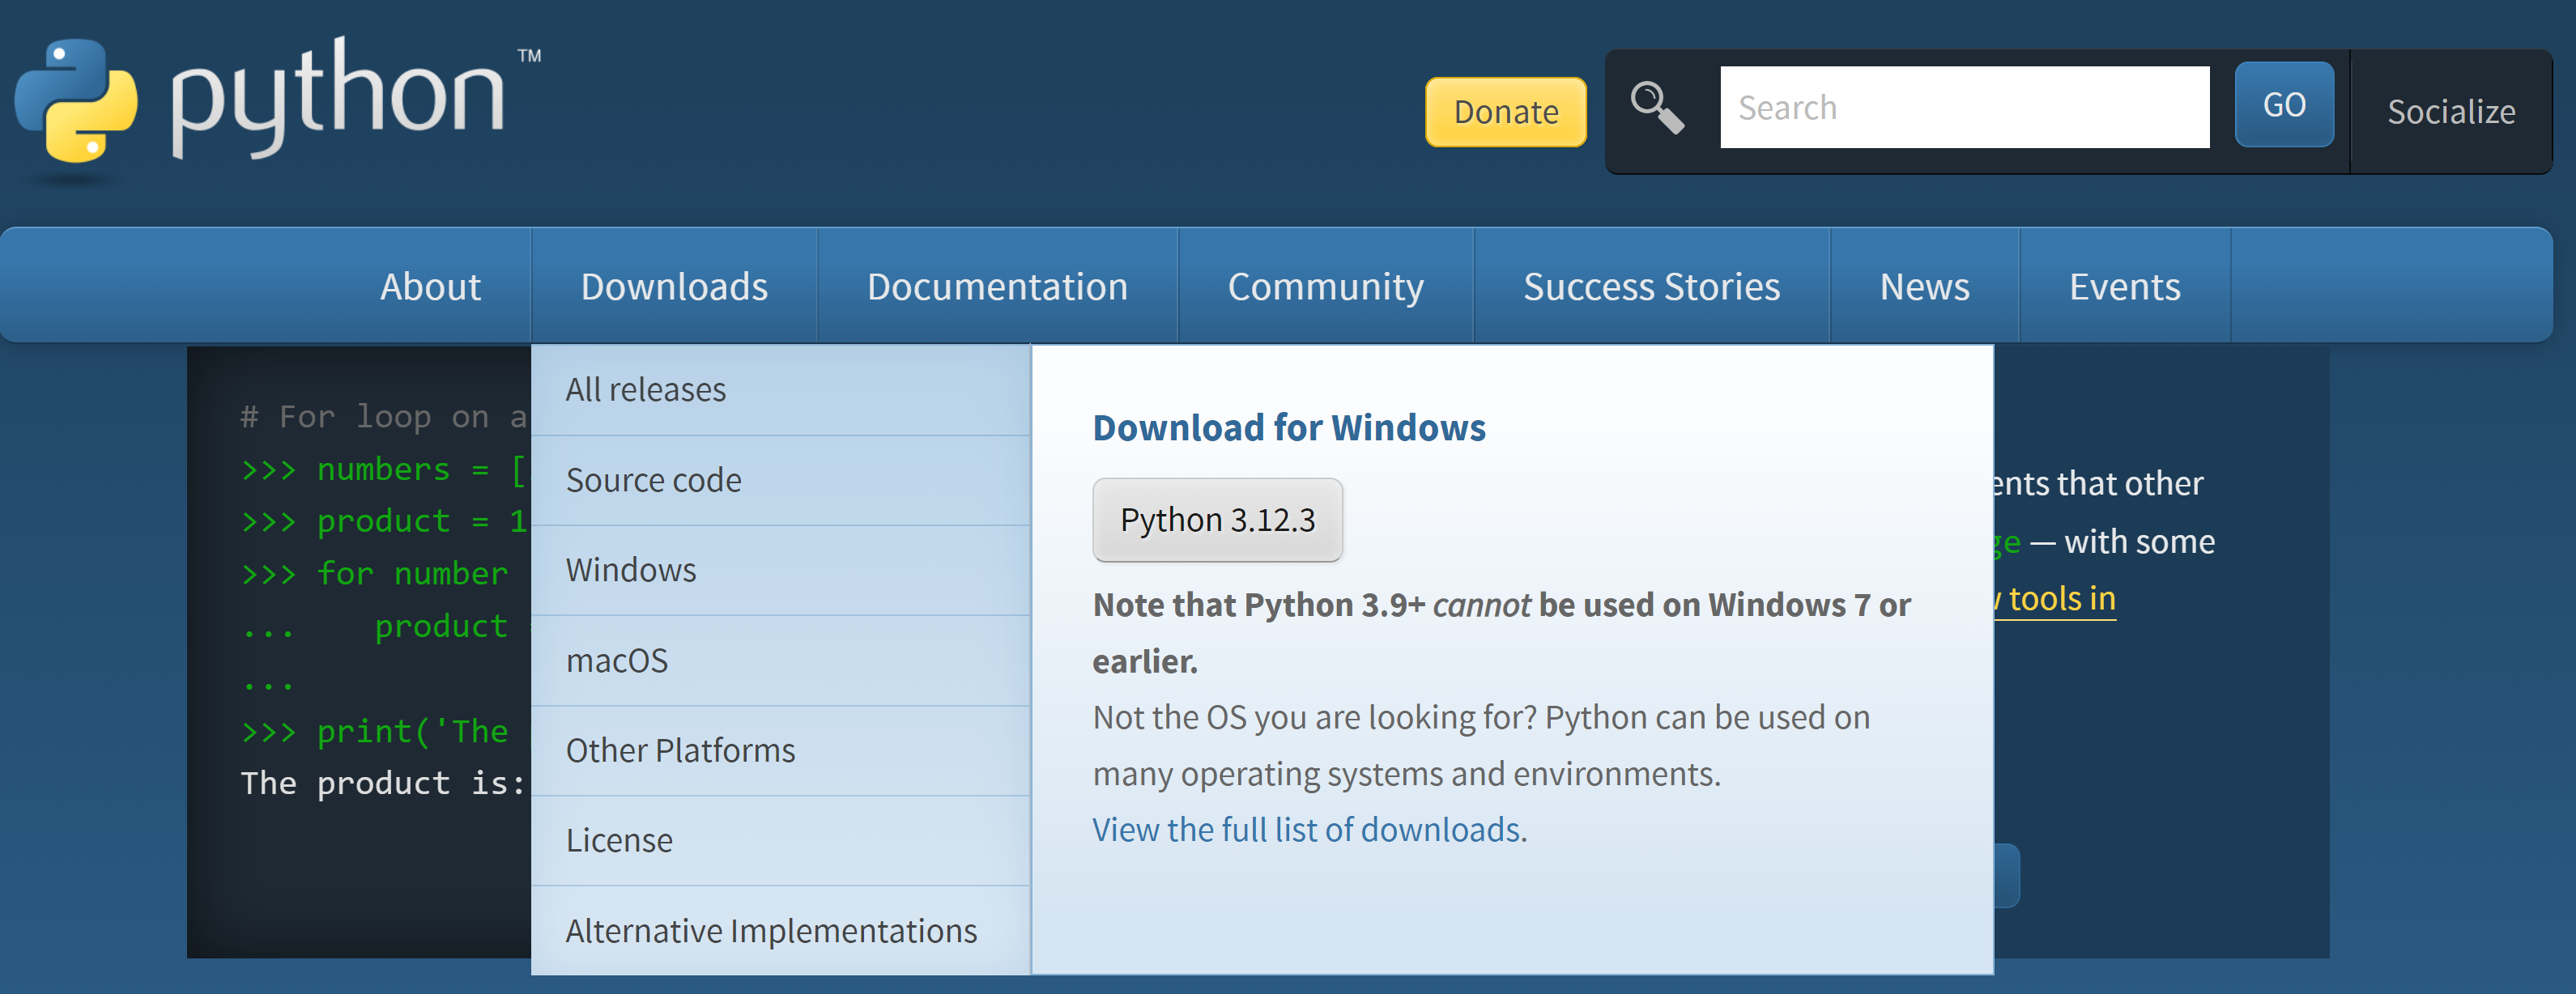 python™
Donate
Search
GO
Socialize
About
Downloads
Documentation
Community
Success Stories
News
Events
# For loop on a
>>> numbers = [
>>> product = 1
>>> for number
... product
...
>>> print('The
The product is:
All releases
Source code
Windows
macOS
Other Platforms
License
Alternative Implementations
Download for Windows
Python 3.12.3
Note that Python 3.9+ cannot be used on Windows 7 or
earlier.
Not the OS you are looking for? Python can be used on
many operating systems and environments.
View the full list of downloads.
that other
— with some
tools in